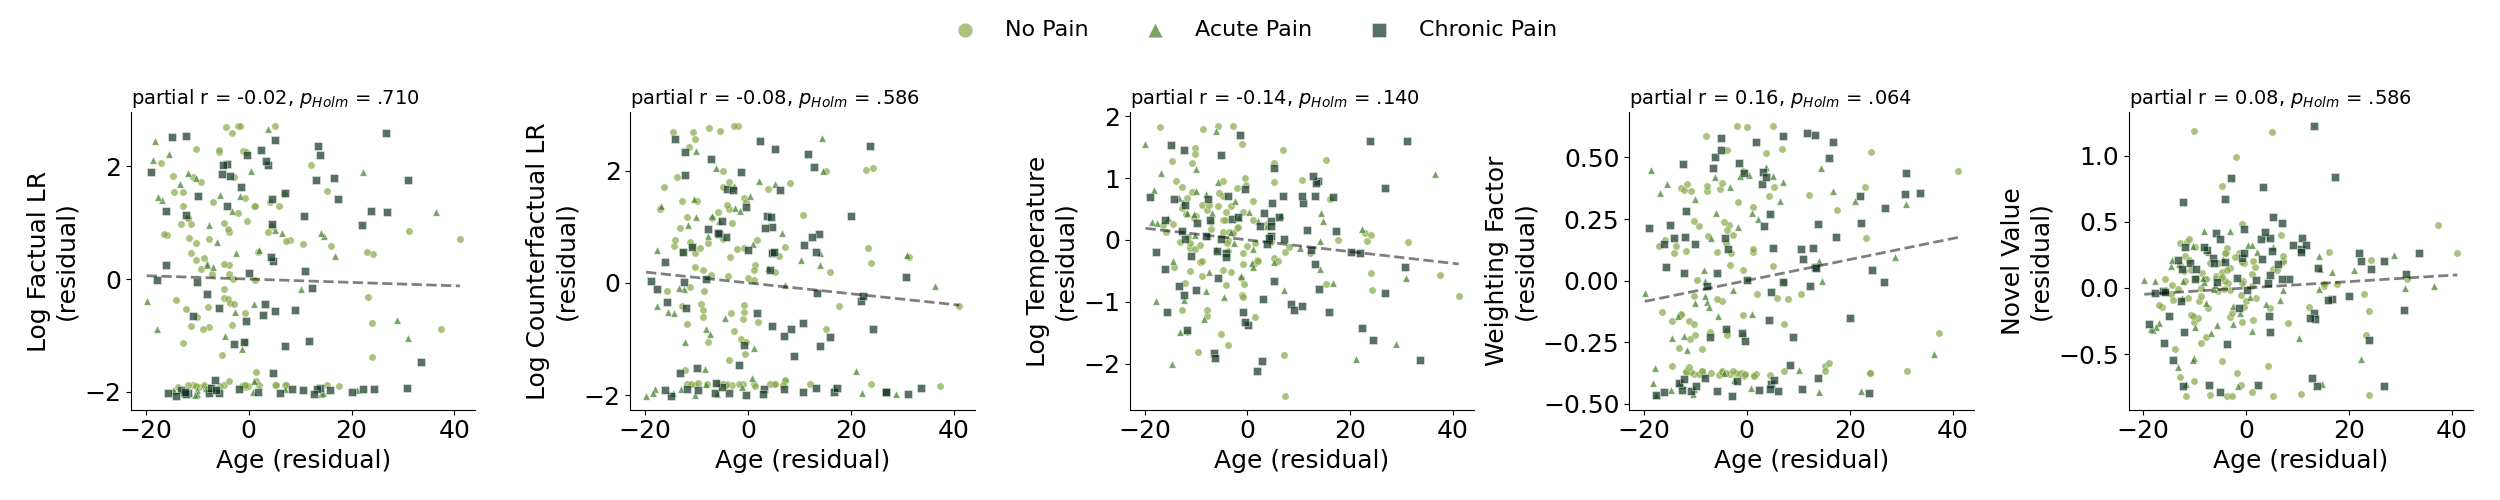 No Pain
Acute Pain
Chronic Pain
partial r = -0.02, p_Holm = .710
Log Factual LR
(residual)
2
0
−2
−20
0
20
40
Age (residual)
partial r = -0.08, p_Holm = .586
Log Counterfactual LR
(residual)
2
0
−2
−20
0
20
40
Age (residual)
partial r = -0.14, p_Holm = .140
Log Temperature
(residual)
2
1
0
−1
−2
−20
0
20
40
Age (residual)
partial r = 0.16, p_Holm = .064
Weighting Factor
(residual)
0.50
0.25
0.00
−0.25
−0.50
−20
0
20
40
Age (residual)
partial r = 0.08, p_Holm = .586
Novel Value
(residual)
1.0
0.5
0.0
−0.5
−20
0
20
40
Age (residual)